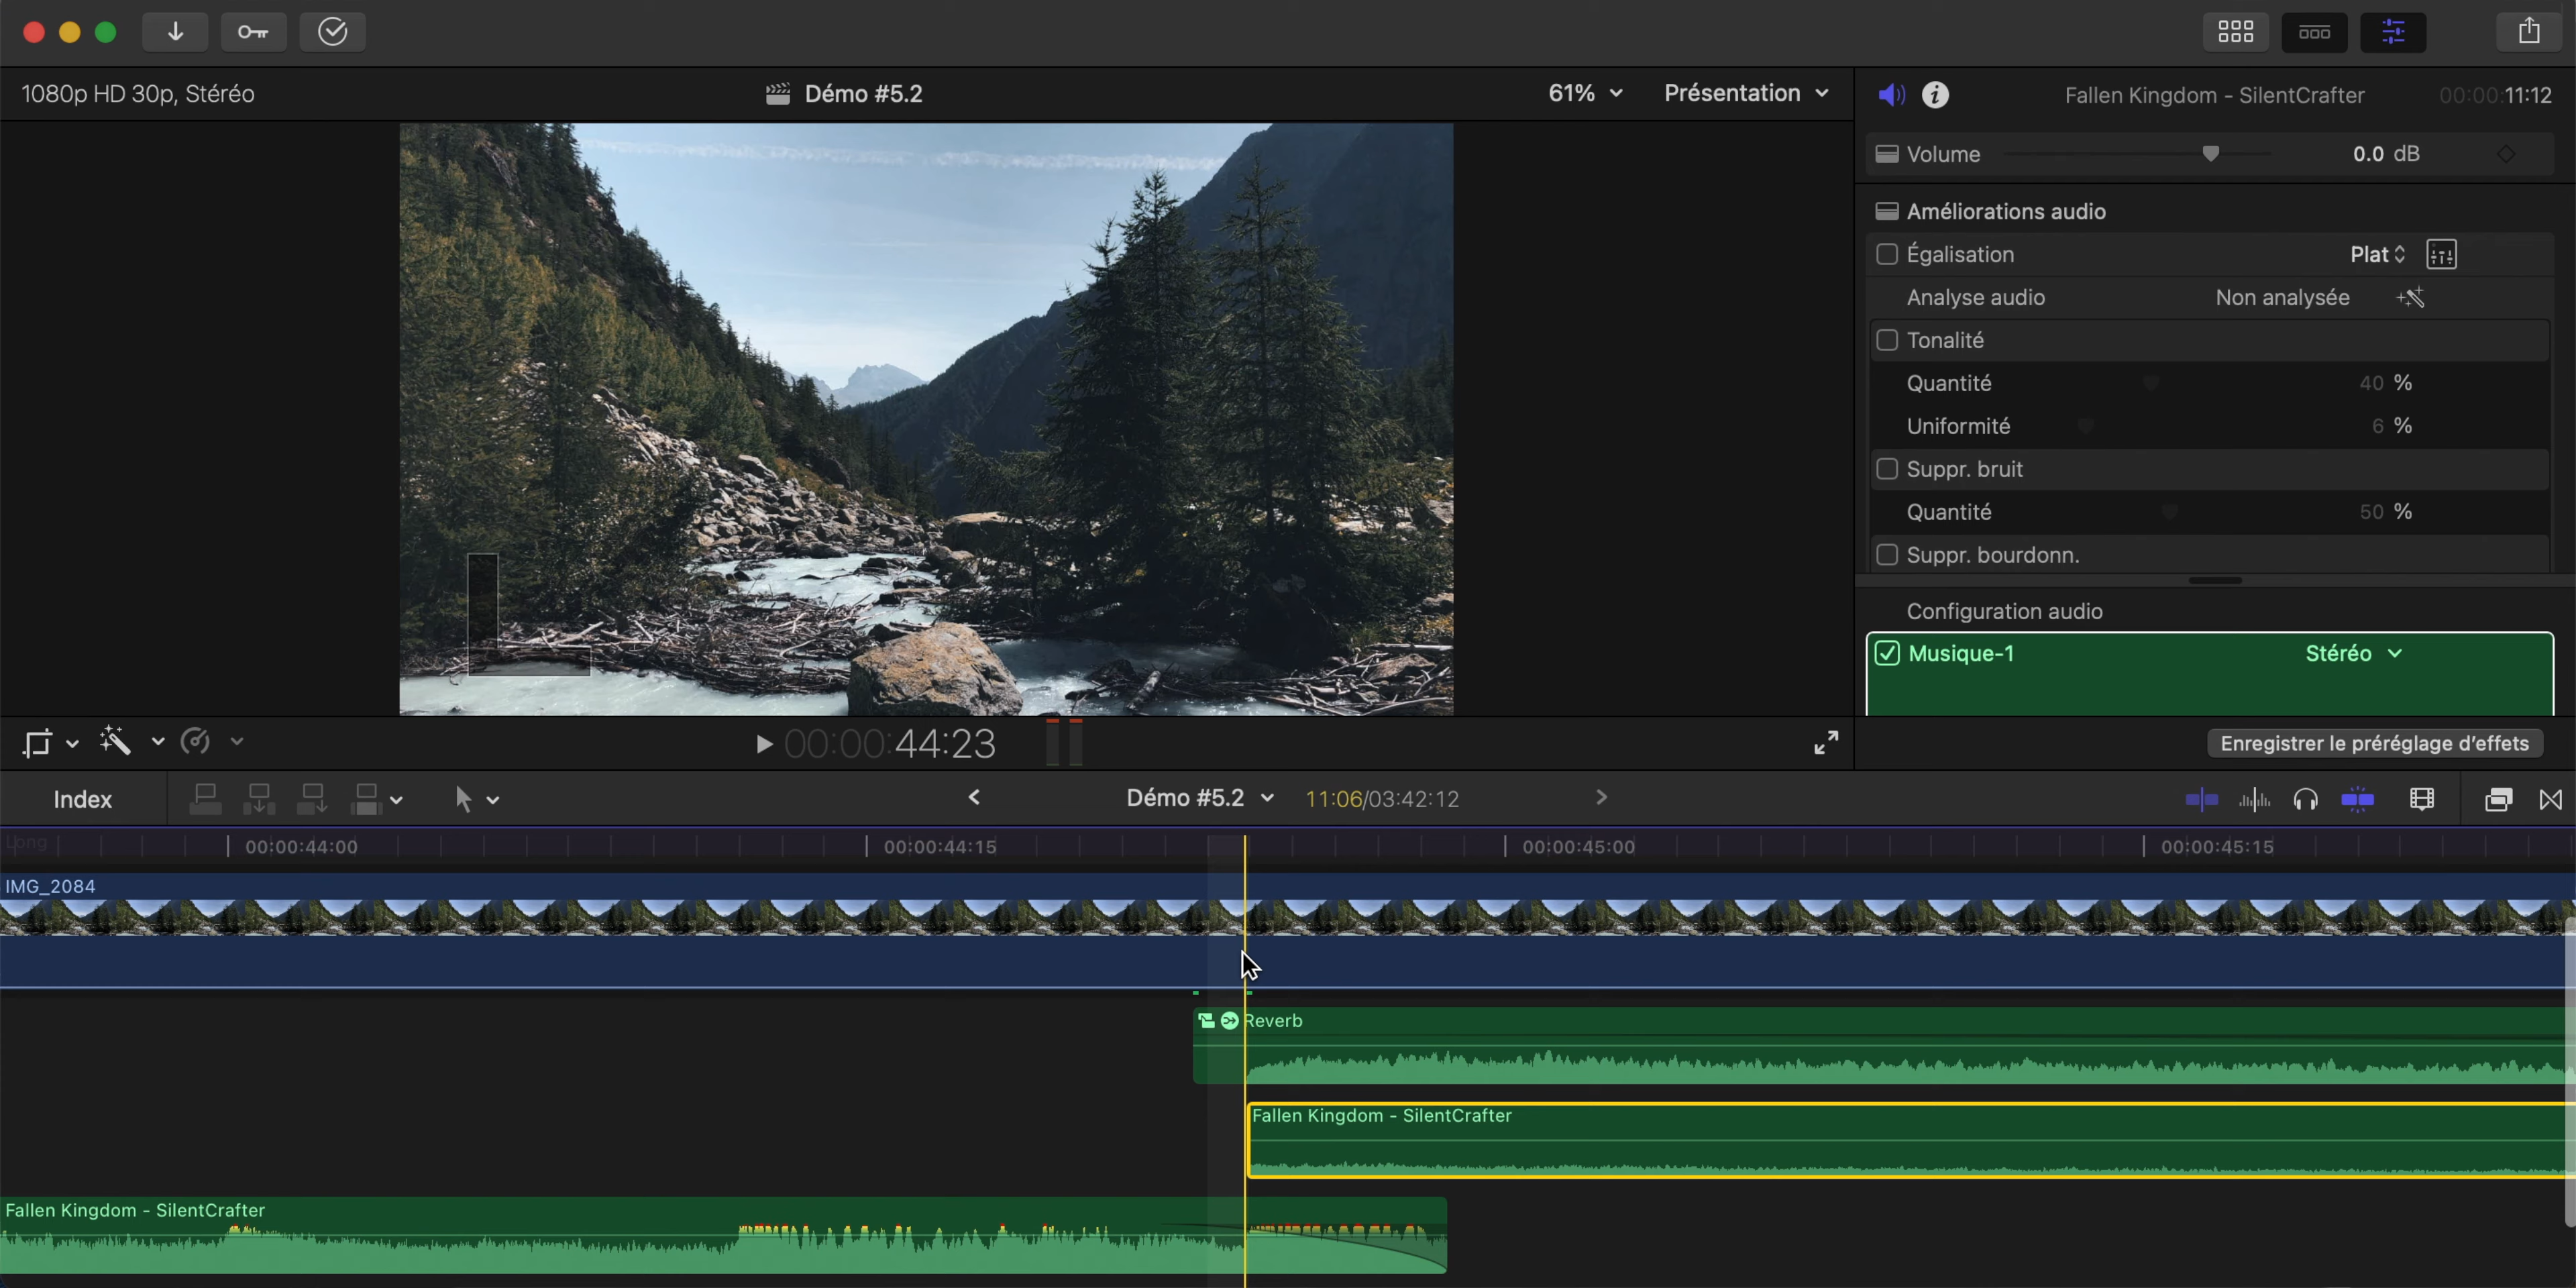 1080p HD 30p, Stéréo
Démo #5.2
61%
Présentation
Fallen Kingdom - SilentCrafter
00:00:11:12
Volume
0.0 dB
Améliorations audio
Égalisation
Plat
Analyse audio
Non analysée
Tonalité
Quantité
40 %
Uniformité
6 %
Suppr. bruit
Quantité
50 %
Suppr. bourdonn.
Configuration audio
Musique-1
Stéréo
00:00:44:23
Enregistrer le préréglage d'effets
Index
Démo #5.2
11:06/03:42:12
Long
00:00:44:00
00:00:44:15
00:00:45:00
00:00:45:15
IMG_2084
Reverb
Fallen Kingdom - SilentCrafter
Fallen Kingdom - SilentCrafter